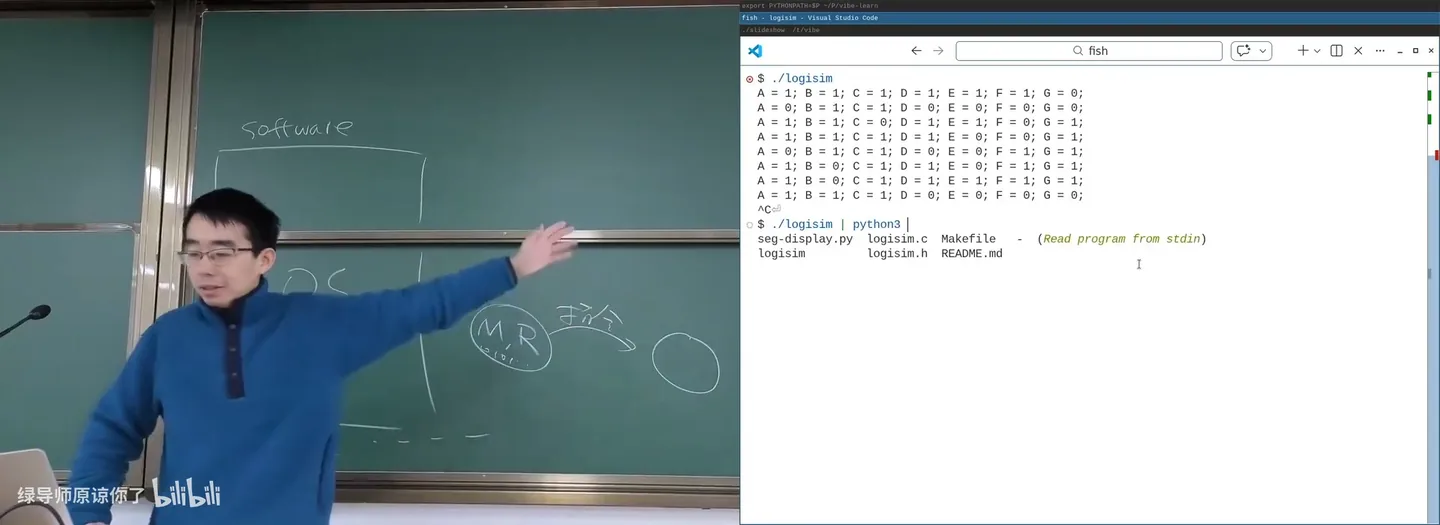 software
OS
M,R
指令
绿导师原谅你了 bilibili
export PYTHONPATH=$P ~/P/vibe-learn
fish - logisim - Visual Studio Code
./slideshow /t/vibe
fish
$ ./logisim
A = 1; B = 1; C = 1; D = 1; E = 1; F = 1; G = 0;
A = 0; B = 1; C = 1; D = 0; E = 0; F = 0; G = 0;
A = 1; B = 1; C = 0; D = 1; E = 1; F = 0; G = 1;
A = 1; B = 1; C = 1; D = 1; E = 0; F = 0; G = 1;
A = 0; B = 1; C = 1; D = 0; E = 0; F = 1; G = 1;
A = 1; B = 0; C = 1; D = 1; E = 0; F = 1; G = 1;
A = 1; B = 0; C = 1; D = 1; E = 1; F = 1; G = 1;
A = 1; B = 1; C = 1; D = 0; E = 0; F = 0; G = 0;
^C⏎
$ ./logisim | python3
seg-display.py logisim.c Makefile - (Read program from stdin)
logisim logisim.h README.md